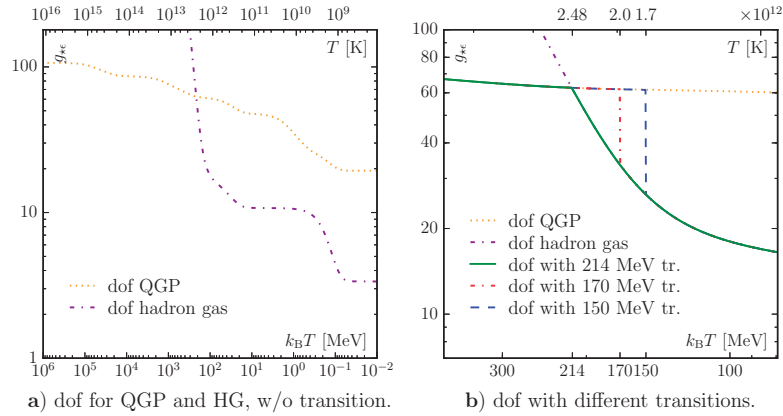 10^16 10^15 10^14 10^13 10^12 10^11 10^10 10^9
T [K]
g⋆ϵ
100
10
1
dof QGP
dof hadron gas
k_BT [MeV]
10^6 10^5 10^4 10^3 10^2 10^1 10^0 10^-1 10^-2
a) dof for QGP and HG, w/o transition.
2.48 2.0 1.7 ×10^12
T [K]
g⋆ϵ
100
80
60
40
20
10
dof QGP
dof hadron gas
dof with 214 MeV tr.
dof with 170 MeV tr.
dof with 150 MeV tr.
k_BT [MeV]
300 214 170 150 100
b) dof with different transitions.